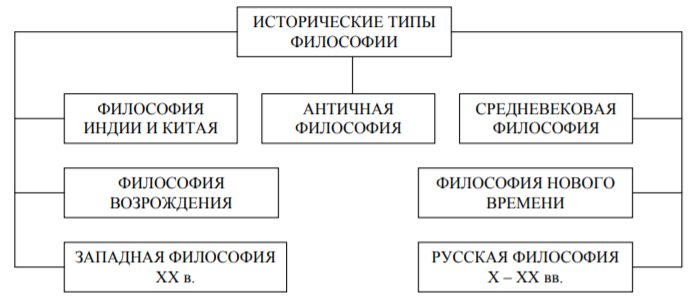 ИСТОРИЧЕСКИЕ ТИПЫ
ФИЛОСОФИИ
ФИЛОСОФИЯ
ИНДИИ И КИТАЯ
АНТИЧНАЯ
ФИЛОСОФИЯ
СРЕДНЕВЕКОВАЯ
ФИЛОСОФИЯ
ФИЛОСОФИЯ
ВОЗРОЖДЕНИЯ
ФИЛОСОФИЯ НОВОГО
ВРЕМЕНИ
ЗАПАДНАЯ ФИЛОСОФИЯ
XX в.
РУССКАЯ ФИЛОСОФИЯ
X – XX вв.